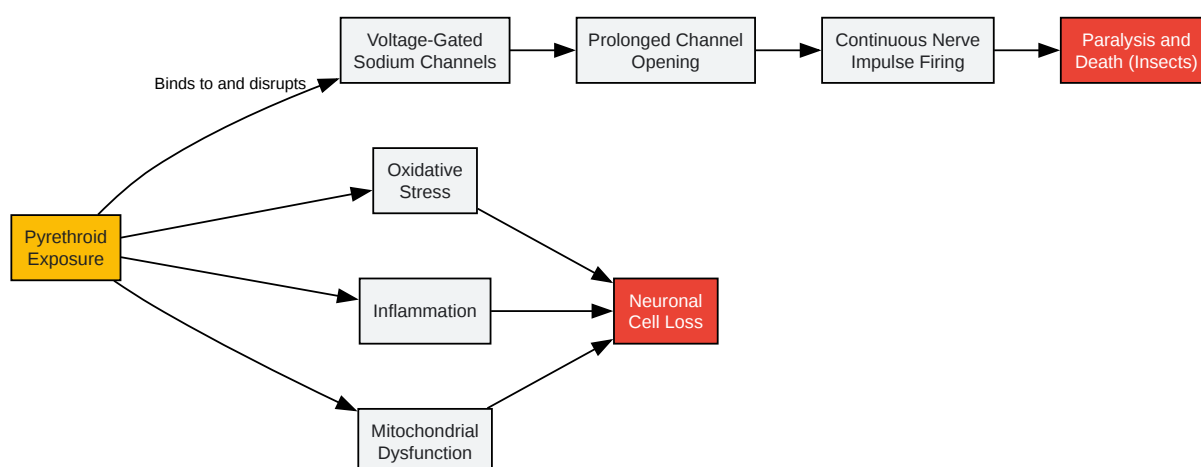 Voltage-Gated
Sodium Channels
Prolonged Channel
Opening
Continuous Nerve
Impulse Firing
Paralysis and
Death (Insects)
Binds to and disrupts
Oxidative
Stress
Pyrethroid
Exposure
Inflammation
Neuronal
Cell Loss
Mitochondrial
Dysfunction